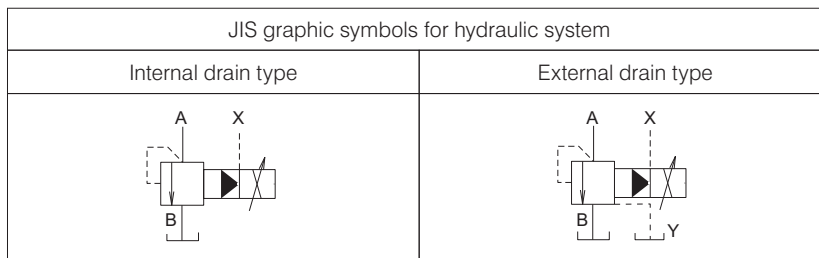 JIS graphic symbols for hydraulic system
Internal drain type
External drain type
A X
B
A X
B Y